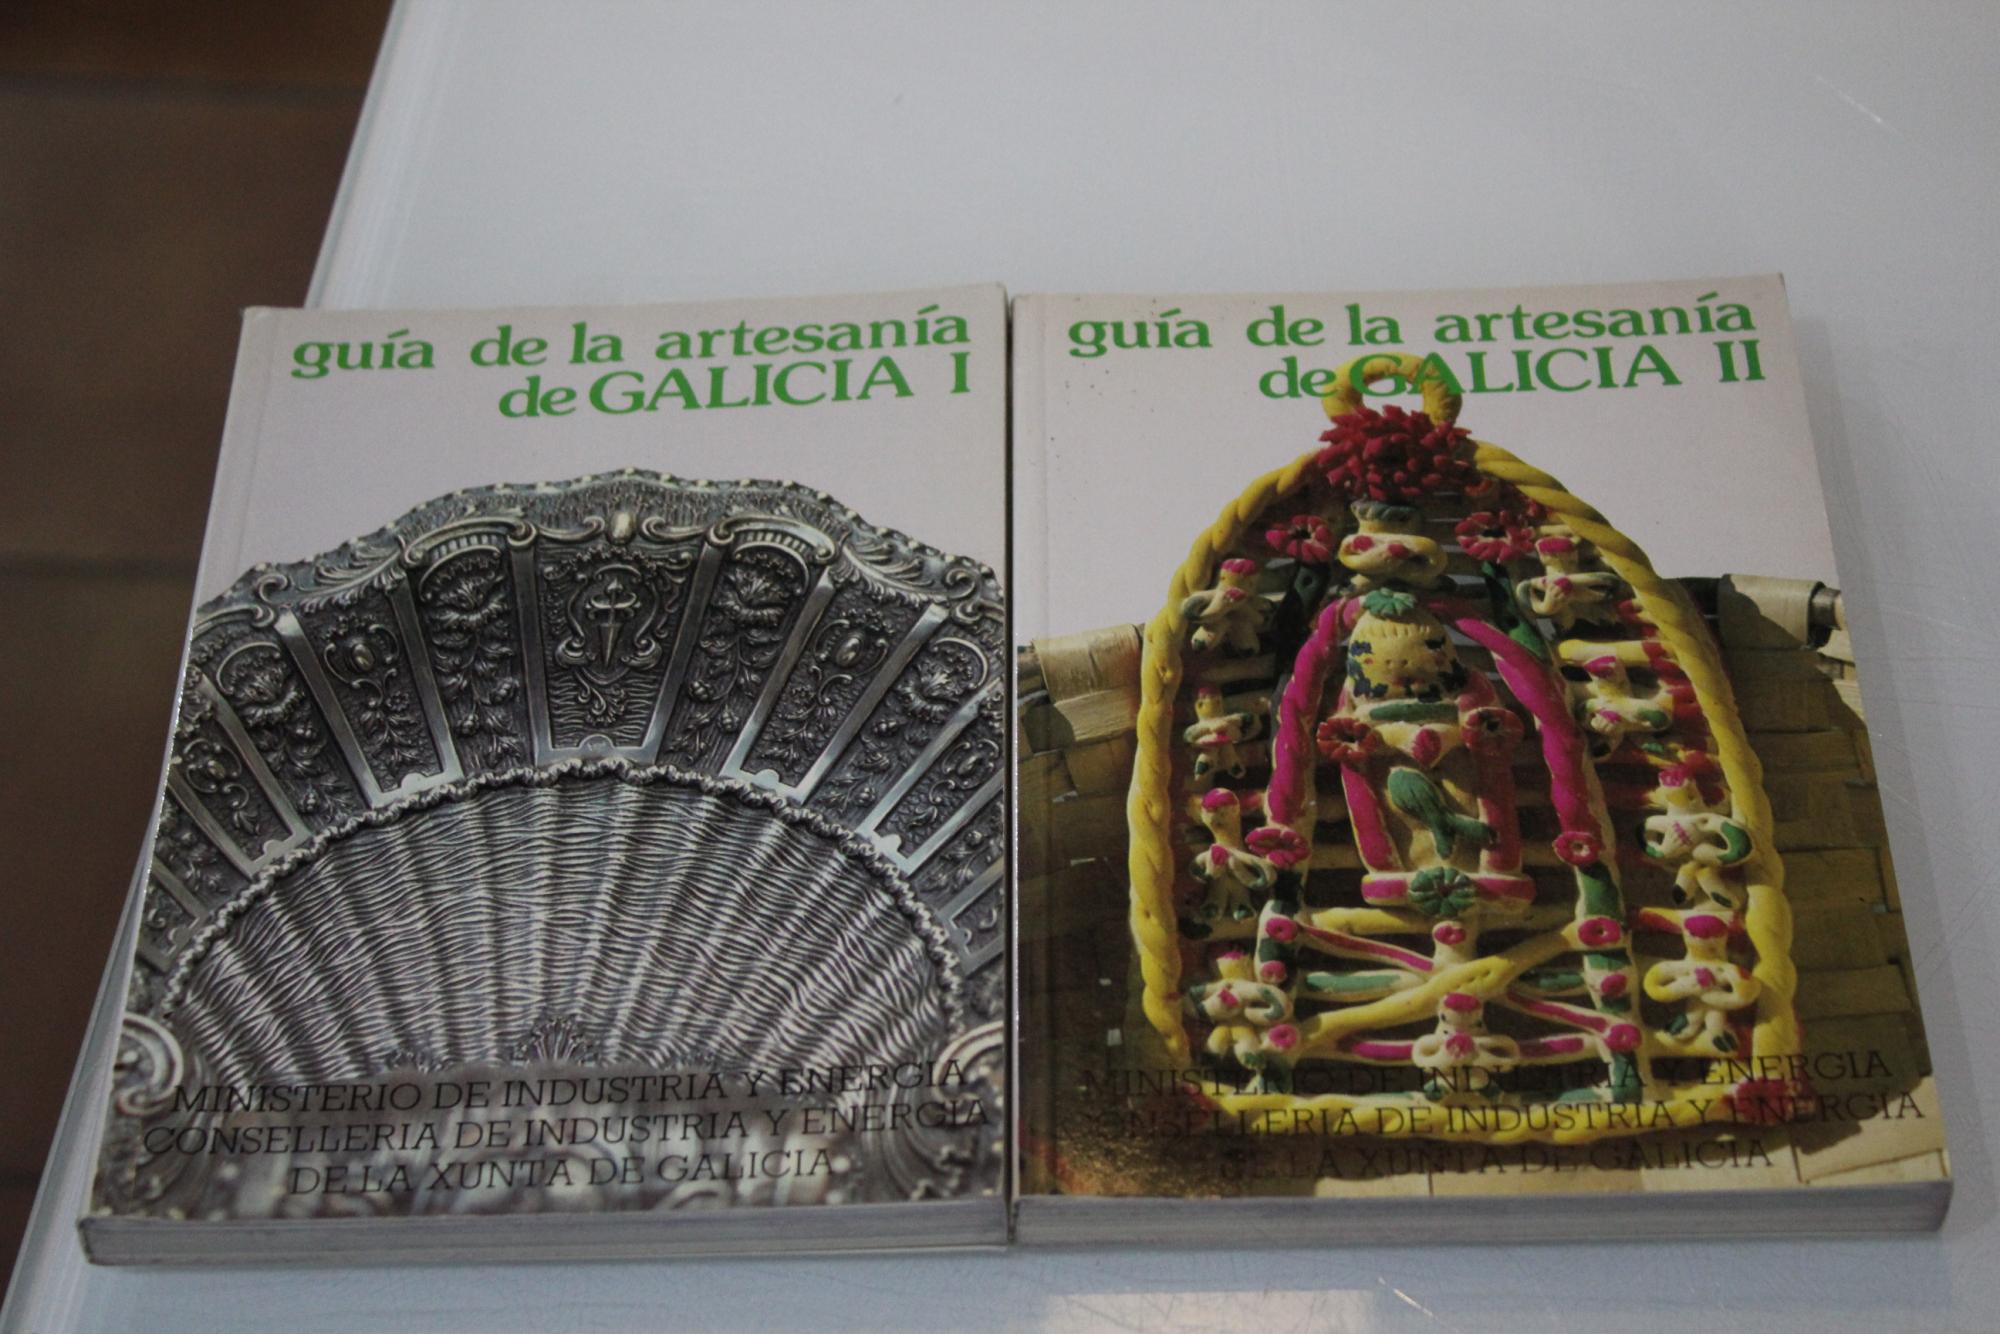 guía de la artesanía
de GALICIA I
MINISTERIO DE INDUSTRIA Y ENERGIA
CONSELLERIA DE INDUSTRIA Y ENERGIA
DE LA XUNTA DE GALICIA
guía de la artesanía
de GALICIA II
MINISTERIO DE INDUSTRIA Y ENERGIA
CONSELLERIA DE INDUSTRIA Y ENERGIA
DE LA XUNTA DE GALICIA